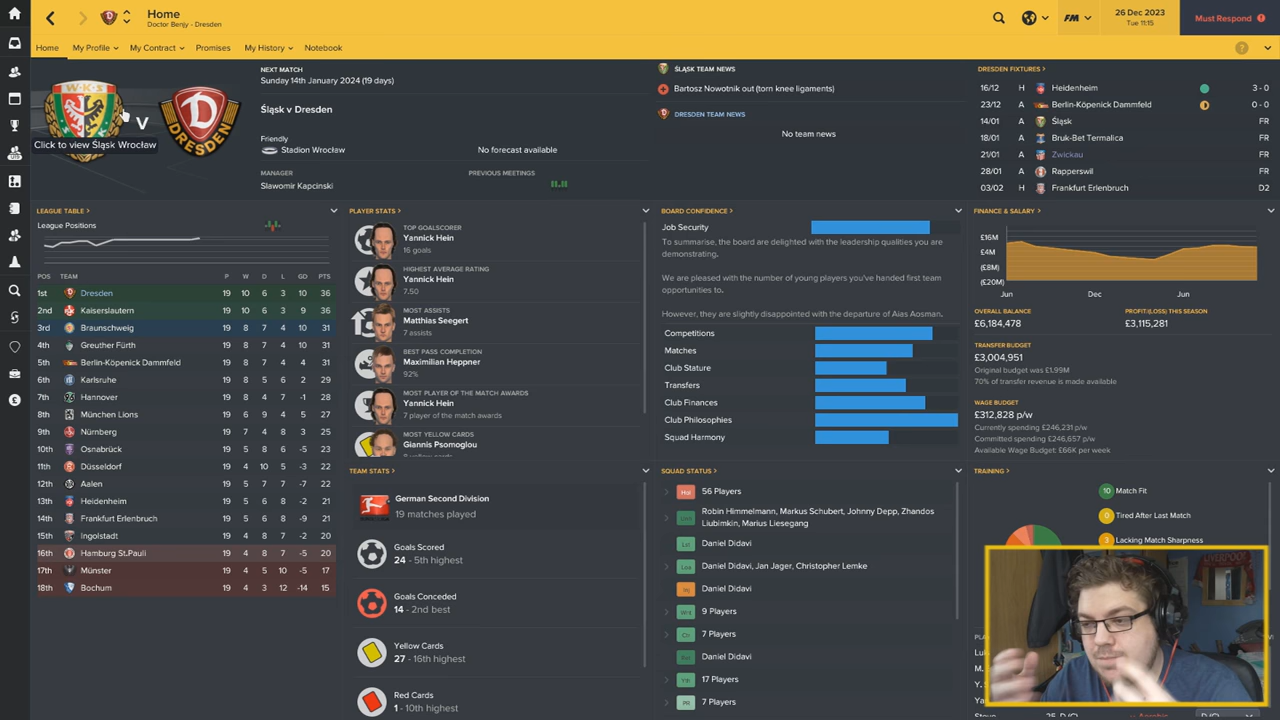 Home
Doctor Benjy - Dresden
FM
26 Dec 2023
Tue 11:15
Must Respond
Home
My Profile
My Contract
Promises
My History
Notebook
W·K·S
D
DRESDEN
V
Click to view Śląsk Wrocław
NEXT MATCH
Sunday 14th January 2024 (19 days)
Śląsk v Dresden
Friendly
Stadion Wrocław
No forecast available
MANAGER
PREVIOUS MEETINGS
Slawomir Kapcinski
ŚLĄSK TEAM NEWS
Bartosz Nowotnik out (torn knee ligaments)
DRESDEN TEAM NEWS
No team news
DRESDEN FIXTURES >
16/12 H Heidenheim 3 - 0
23/12 A Berlin-Köpenick Dammfeld 0 - 0
14/01 A Śląsk FR
18/01 A Bruk-Bet Termalica FR
21/01 A Zwickau FR
28/01 A Rapperswil FR
03/02 H Frankfurt Erlenbruch D2
LEAGUE TABLE >
League Positions
POS TEAM P W D L GD PTS
1st Dresden 19 10 6 3 10 36
2nd Kaiserslautern 19 10 6 3 9 36
3rd Braunschweig 19 8 7 4 10 31
4th Greuther Fürth 19 8 7 4 10 31
5th Berlin-Köpenick Dammfeld 19 8 7 4 4 31
6th Karlsruhe 19 8 5 6 2 29
7th Hannover 19 8 4 7 -1 28
8th München Lions 19 6 9 4 5 27
9th Nürnberg 19 7 4 8 3 25
10th Osnabrück 19 5 8 6 -5 23
11th Düsseldorf 19 4 10 5 -3 22
12th Aalen 19 5 7 7 -7 22
13th Heidenheim 19 5 6 8 -2 21
14th Frankfurt Erlenbruch 19 5 6 8 -9 21
15th Ingolstadt 19 4 8 7 -2 20
16th Hamburg St.Pauli 19 4 8 7 -5 20
17th Münster 19 4 5 10 -5 17
18th Bochum 19 4 3 12 -14 15
PLAYER STATS >
TOP GOALSCORER
Yannick Hein
16 goals
HIGHEST AVERAGE RATING
Yannick Hein
7.50
MOST ASSISTS
Matthias Seegert
7 assists
BEST PASS COMPLETION
Maximilian Heppner
92%
MOST PLAYER OF THE MATCH AWARDS
Yannick Hein
7 player of the match awards
MOST YELLOW CARDS
Giannis Psomoglou
TEAM STATS >
German Second Division
19 matches played
Goals Scored
24 - 5th highest
Goals Conceded
14 - 2nd best
Yellow Cards
27 - 16th highest
Red Cards
1 - 10th highest
BOARD CONFIDENCE >
Job Security
To summarise, the board are delighted with the leadership qualities you are
demonstrating.
We are pleased with the number of young players you've handed first team
opportunities to.
However, they are slightly disappointed with the departure of Aias Aosman.
Competitions
Matches
Club Stature
Transfers
Club Finances
Club Philosophies
Squad Harmony
SQUAD STATUS >
Hol 56 Players
Robin Himmelmann, Markus Schubert, Johnny Depp, Zhandos
Liubimkin, Marius Liesegang
Daniel Didavi
Daniel Didavi, Jan Jager, Christopher Lemke
Inj Daniel Didavi
9 Players
7 Players
Daniel Didavi
Yth 17 Players
PR 7 Players
FINANCE & SALARY >
£16M
£4M
(£8M)
(£20M)
Jun Dec Jun
OVERALL BALANCE
£6,184,478
PROFIT/(LOSS) THIS SEASON
£3,115,281
TRANSFER BUDGET
£3,004,951
Original budget was £1.99M
70% of transfer revenue is made available
WAGE BUDGET
£312,828 p/w
Currently spending £246,231 p/w
Committed spending £246,657 p/w
Available Wage Budget: £66K per week
TRAINING >
10 Match Fit
0 Tired After Last Match
3 Lacking Match Sharpness
LIVERPOOL